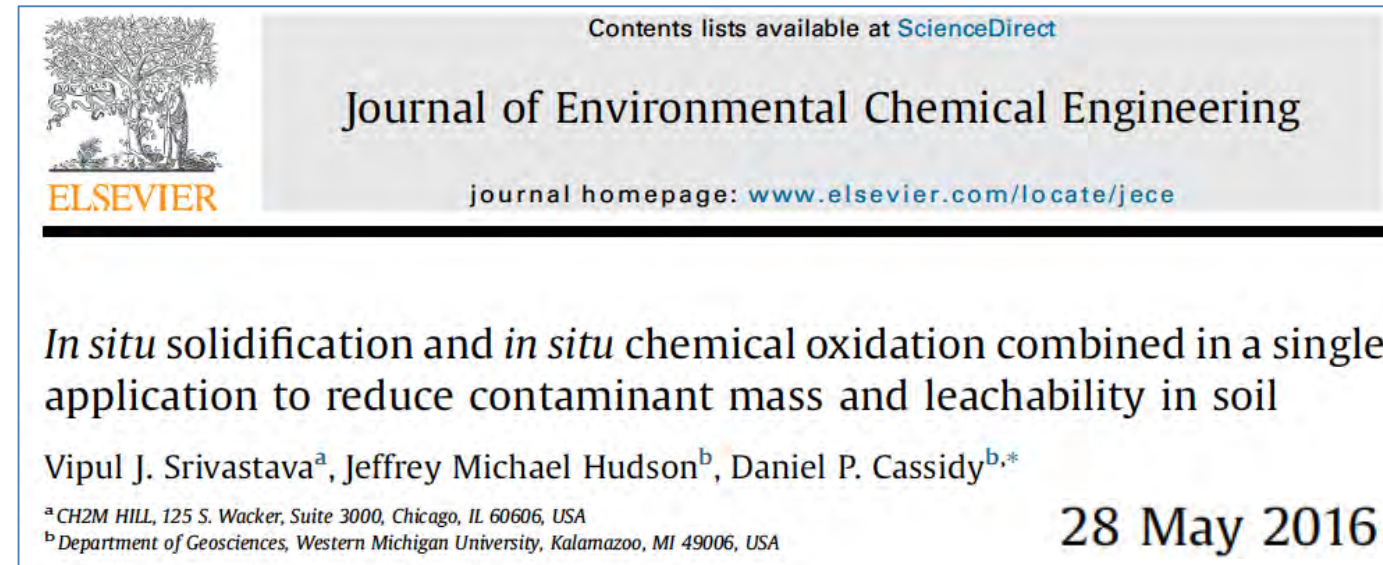 Contents lists available at ScienceDirect
Journal of Environmental Chemical Engineering
journal homepage: www.elsevier.com/locate/jece
ELSEVIER
In situ solidification and in situ chemical oxidation combined in a single
application to reduce contaminant mass and leachability in soil
Vipul J. Srivastavaa, Jeffrey Michael Hudsonb, Daniel P. Cassidyb,*
a CH2M HILL, 125 S. Wacker, Suite 3000, Chicago, IL 60606, USA
b Department of Geosciences, Western Michigan University, Kalamazoo, MI 49006, USA
28 May 2016